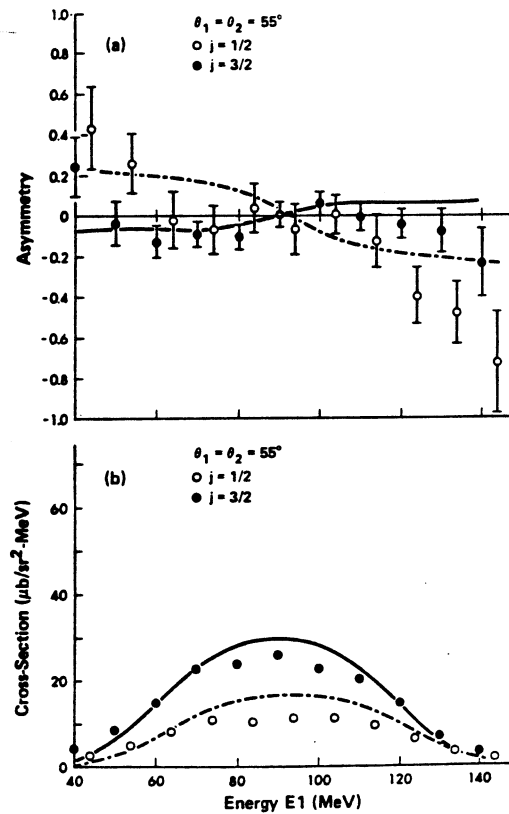 θ₁ = θ₂ = 55°
(a)
○ j = 1/2
● j = 3/2
1.0
0.8
0.6
0.4
0.2
0
-0.2
-0.4
-0.6
-0.8
-1.0
Asymmetry
θ₁ = θ₂ = 55°
(b)
○ j = 1/2
● j = 3/2
60
40
20
0
Cross-Section (μb/sr²-MeV)
40 60 80 100 120 140
Energy E1 (MeV)